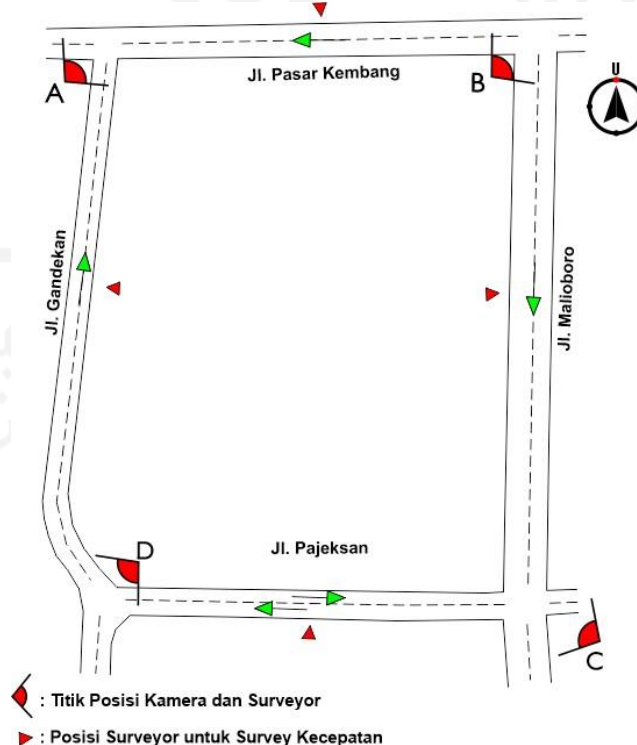 A
B
Jl. Pasar Kembang
U
Jl. Gandekan
Jl. Malioboro
D
Jl. Pajeksan
C
: Titik Posisi Kamera dan Surveyor
: Posisi Surveyor untuk Survey Kecepatan